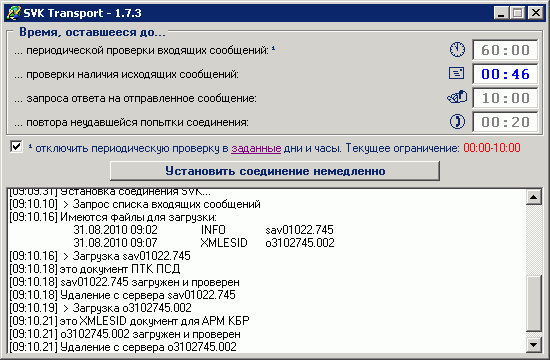 SVK Transport - 1.7.3
Время, оставшееся до...
... периодической проверки входящих сообщений: ¹ 60:00
... проверки наличия исходящих сообщений: 00:46
... запроса ответа на отправленное сообщение: 10:00
... повтора неудавшейся попытки соединения: 00:20
¹ отключить периодическую проверку в заданные дни и часы. Текущее ограничение: 00:00-10:00
Установить соединение немедленно
[09:09.31] Установка соединения SVK...
[09:10.10] > Запрос списка входящих сообщений
[09:10.16] Имеются файлы для загрузки:
31.08.2010 09:02 INFO sav01022.745
31.08.2010 09:07 XMLESID o3102745.002
[09:10.16] > Загрузка sav01022.745
[09:10.18] это документ ПТК ПСД
[09:10.18] sav01022.745 загружен и проверен
[09:10.18] Удаление с сервера sav01022.745
[09:10.19] > Загрузка o3102745.002
[09:10.21] это XMLESID документ для АРМ КБР
[09:10.21] o3102745.002 загружен и проверен
[09:10.21] Удаление с сервера o3102745.002